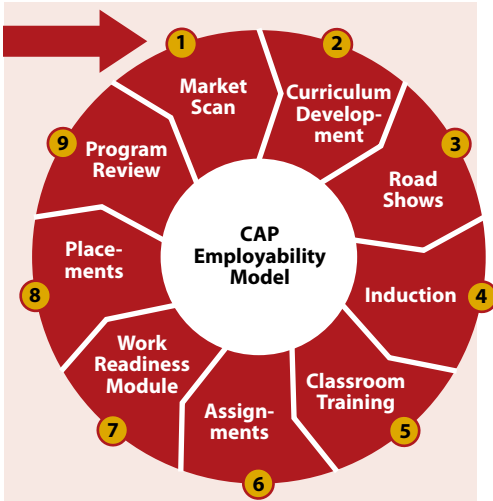 1
Market
Scan
2
Curriculum
Develop-
ment
3
Road
Shows
4
Induction
5
Classroom
Training
6
Assign-
ments
7
Work
Readiness
Module
8
Place-
ments
9
Program
Review
CAP
Employability
Model